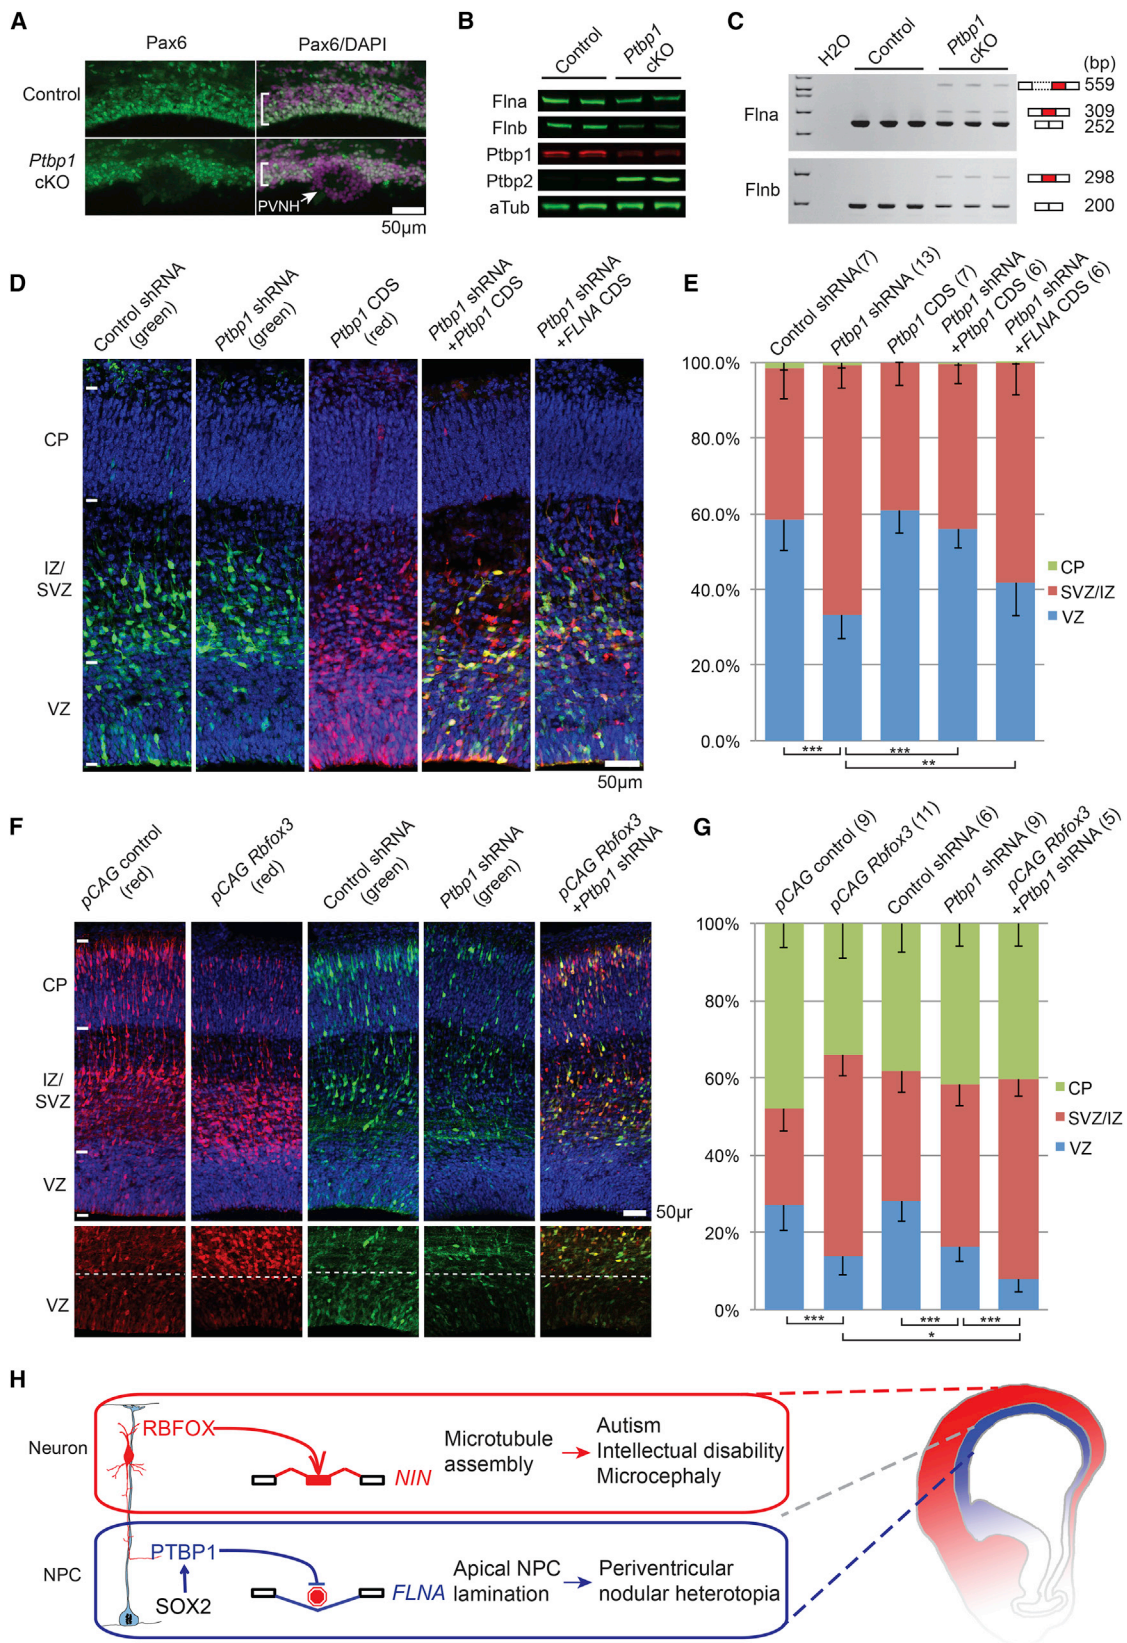 A
Pax6
Pax6/DAPI
Control
Ptbp1
cKO
PVNH
50μm
B
Control
Ptbp1
cKO
Flna
Flnb
Ptbp1
Ptbp2
aTub
C
H2O
Control
Ptbp1
cKO
(bp)
559
Flna
309
252
298
Flnb
200
D
Control shRNA
(green)
Ptbp1 shRNA
(green)
Ptbp1 CDS
(red)
Ptbp1 shRNA
+Ptbp1 CDS
Ptbp1 shRNA
+FLNA CDS
CP
IZ/
SVZ
VZ
50μm
E
Control shRNA(7)
Ptbp1 shRNA (13)
Ptbp1 CDS (7)
Ptbp1 shRNA
+Ptbp1 CDS (6)
Ptbp1 shRNA
+FLNA CDS (6)
100.0%
80.0%
60.0%
40.0%
20.0%
0.0%
CP
SVZ/IZ
VZ
***
***
**
F
pCAG control
(red)
pCAG Rbfox3
(red)
Control shRNA
(green)
Ptbp1 shRNA
(green)
pCAG Rbfox3
+Ptbp1 shRNA
CP
IZ/
SVZ
VZ
50μr
VZ
G
pCAG control (9)
pCAG Rbfox3 (11)
Control shRNA (6)
Ptbp1 shRNA (9)
pCAG Rbfox3
+Ptbp1 shRNA (5)
100%
80%
60%
40%
20%
0%
CP
SVZ/IZ
VZ
***
***
***
*
H
Neuron
RBFOX
NIN
Microtubule
assembly
Autism
Intellectual disability
Microcephaly
NPC
PTBP1
SOX2
FLNA
Apical NPC
lamination
Periventricular
nodular heterotopia